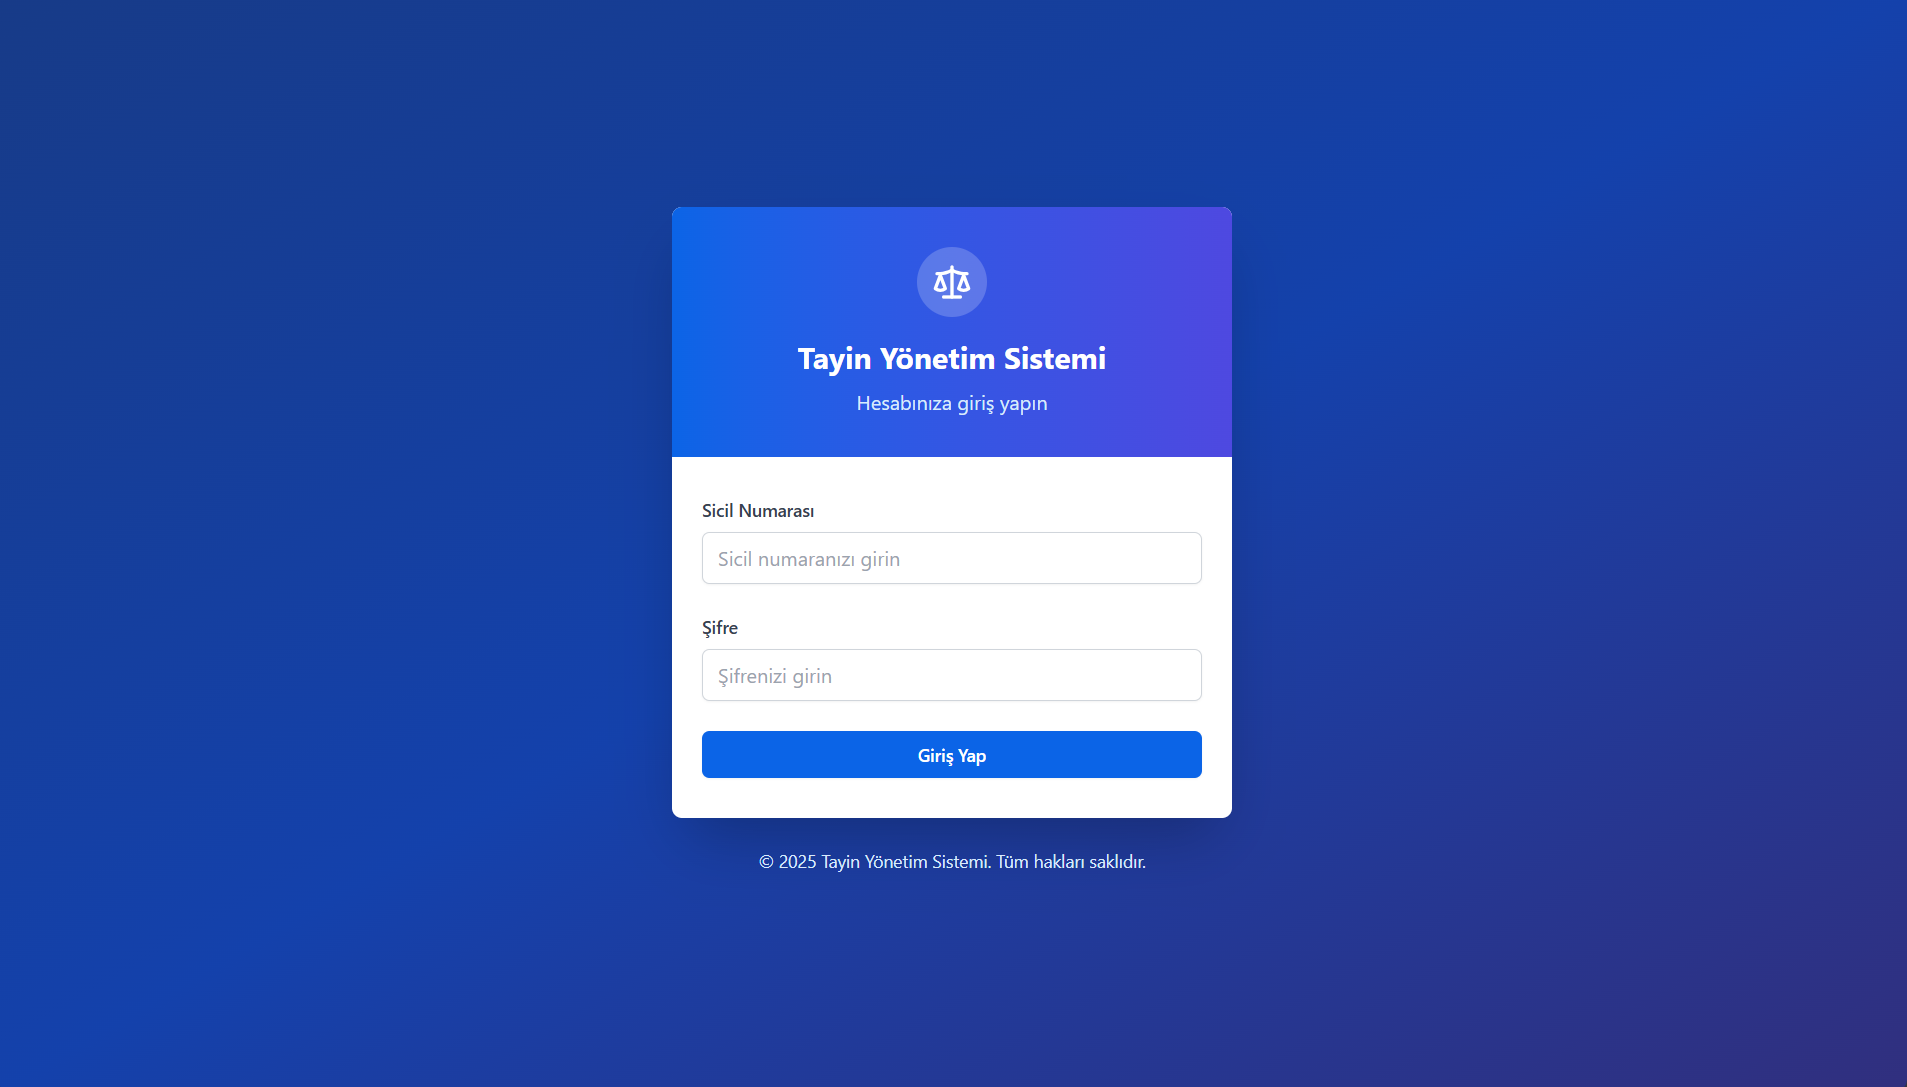 Tayin Yönetim Sistemi
Hesabınıza giriş yapın
Sicil Numarası
Sicil numaranızı girin
Şifre
Şifrenizi girin
Giriş Yap
© 2025 Tayin Yönetim Sistemi. Tüm hakları saklıdır.